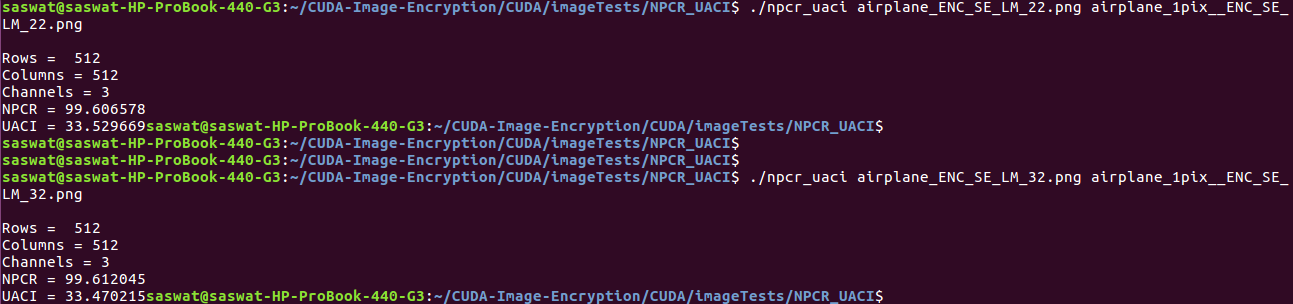 saswat@saswat-HP-ProBook-440-G3:~/CUDA-Image-Encryption/CUDA/imageTests/NPCR_UACI$ ./npcr_uaci airplane_ENC_SE_LM_22.png airplane_1pix__ENC_SE_
LM_22.png
Rows =  512
Columns = 512
Channels = 3
NPCR = 99.606578
UACI = 33.529669saswat@saswat-HP-ProBook-440-G3:~/CUDA-Image-Encryption/CUDA/imageTests/NPCR_UACI$
saswat@saswat-HP-ProBook-440-G3:~/CUDA-Image-Encryption/CUDA/imageTests/NPCR_UACI$
saswat@saswat-HP-ProBook-440-G3:~/CUDA-Image-Encryption/CUDA/imageTests/NPCR_UACI$
saswat@saswat-HP-ProBook-440-G3:~/CUDA-Image-Encryption/CUDA/imageTests/NPCR_UACI$ ./npcr_uaci airplane_ENC_SE_LM_32.png airplane_1pix__ENC_SE_
LM_32.png
Rows =  512
Columns = 512
Channels = 3
NPCR = 99.612045
UACI = 33.470215saswat@saswat-HP-ProBook-440-G3:~/CUDA-Image-Encryption/CUDA/imageTests/NPCR_UACI$